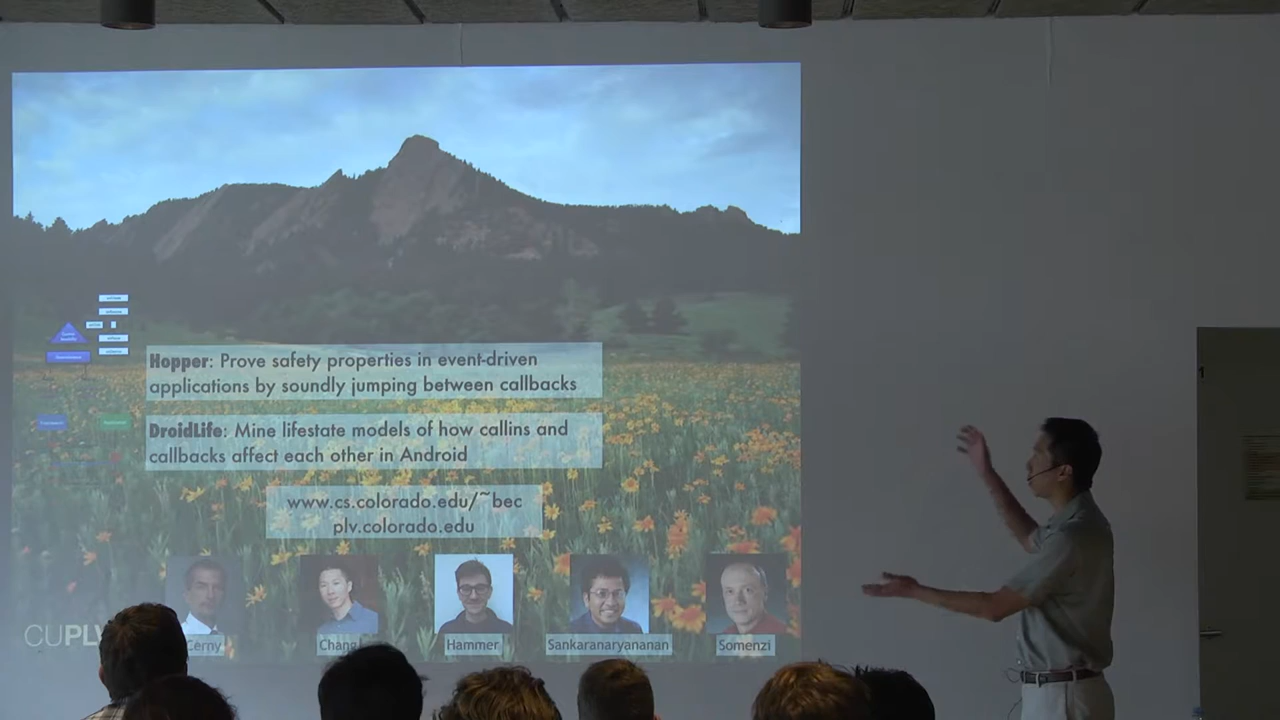 Hopper: Prove safety properties in event-driven
applications by soundly jumping between callbacks
DroidLife: Mine lifestate models of how callins and
callbacks affect each other in Android
www.cs.colorado.edu/~bec
plv.colorado.edu
CUPL
Cerny
Chang
Hammer
Sankaranaryananan
Somenzi